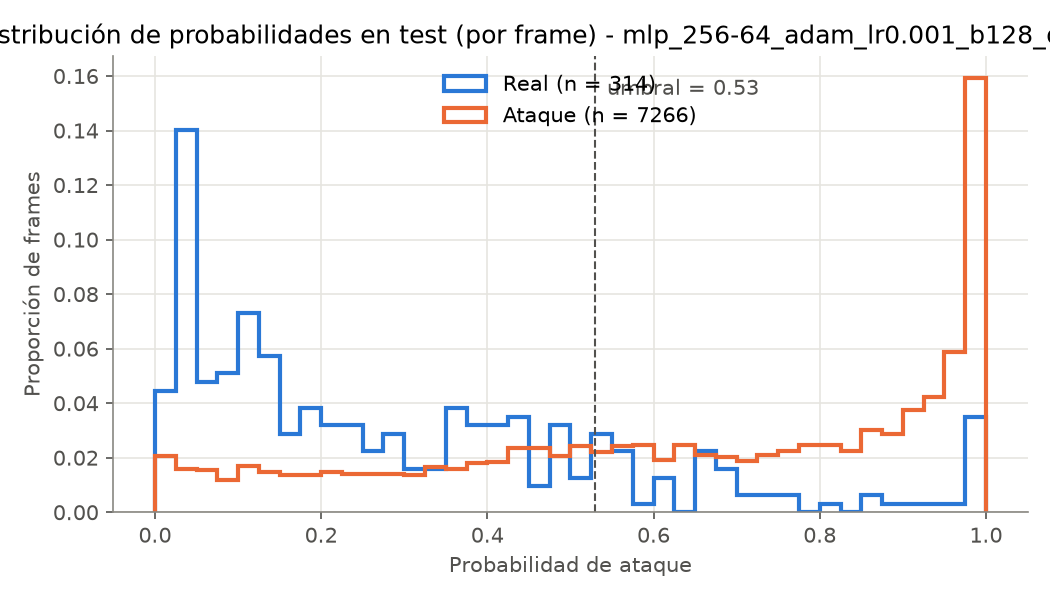 stribución de probabilidades en test (por frame) - mlp_256-64_adam_lr0.001_b128_
Real (n = 314)
umbral = 0.53
Ataque (n = 7266)
Proporción de frames
0.16
0.14
0.12
0.10
0.08
0.06
0.04
0.02
0.00
0.0 0.2 0.4 0.6 0.8 1.0
Probabilidad de ataque